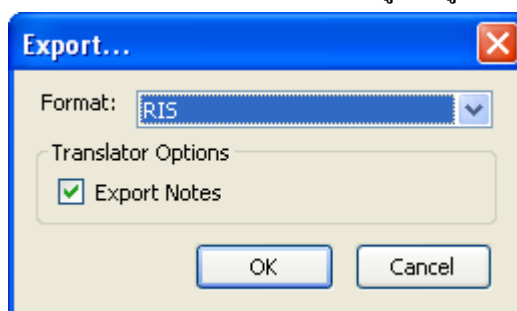 Export...
Format: RIS
Translator Options
Export Notes
OK Cancel